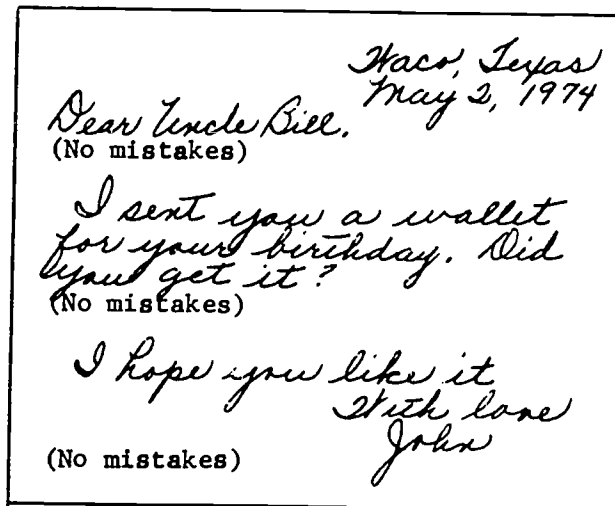 Waco, Texas
May 2, 1974
Dear Uncle Bill.
(No mistakes)
I sent you a wallet
for your birthday. Did
you get it?
(No mistakes)
I hope you like it
With love
John
(No mistakes)